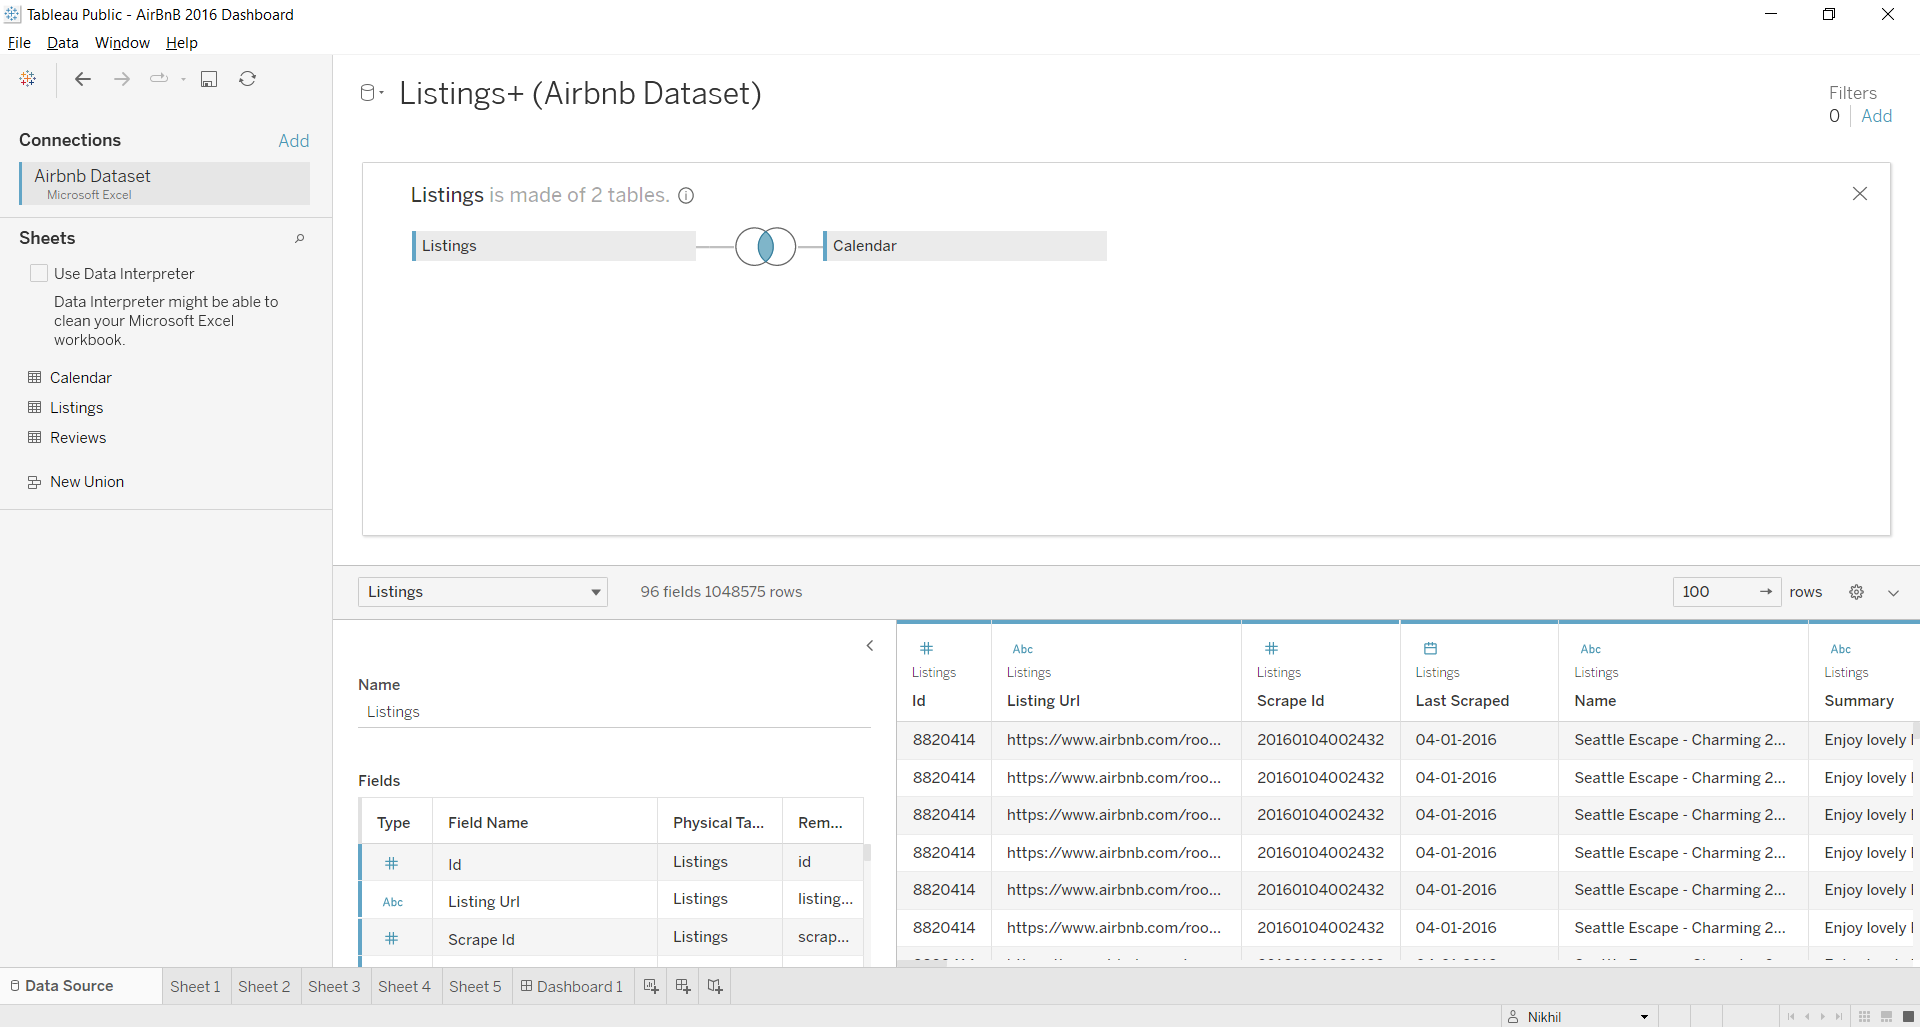 Tableau Public - AirBnB 2016 Dashboard
File Data Window Help
Connections Add
Airbnb Dataset
Microsoft Excel
Sheets
Use Data Interpreter
Data Interpreter might be able to
clean your Microsoft Excel
workbook.
Calendar
Listings
Reviews
New Union
Listings+ (Airbnb Dataset)
Filters
0 Add
Listings is made of 2 tables.
Listings Calendar
Listings 96 fields 1048575 rows 100 rows
Name
Listings
Fields
Type Field Name Physical Ta... Rem...
# Id Listings id
Abc Listing Url Listings listing...
# Scrape Id Listings scrap...
# Abc # Abc Abc
Listings Listings Listings Listings Listings Listings
Id Listing Url Scrape Id Last Scraped Name Summary
8820414 https://www.airbnb.com/roo... 20160104002432 04-01-2016 Seattle Escape - Charming 2... Enjoy lovely
8820414 https://www.airbnb.com/roo... 20160104002432 04-01-2016 Seattle Escape - Charming 2... Enjoy lovely
8820414 https://www.airbnb.com/roo... 20160104002432 04-01-2016 Seattle Escape - Charming 2... Enjoy lovely
8820414 https://www.airbnb.com/roo... 20160104002432 04-01-2016 Seattle Escape - Charming 2... Enjoy lovely
8820414 https://www.airbnb.com/roo... 20160104002432 04-01-2016 Seattle Escape - Charming 2... Enjoy lovely
8820414 https://www.airbnb.com/roo... 20160104002432 04-01-2016 Seattle Escape - Charming 2... Enjoy lovely
Data Source Sheet 1 Sheet 2 Sheet 3 Sheet 4 Sheet 5 Dashboard 1
Nikhil